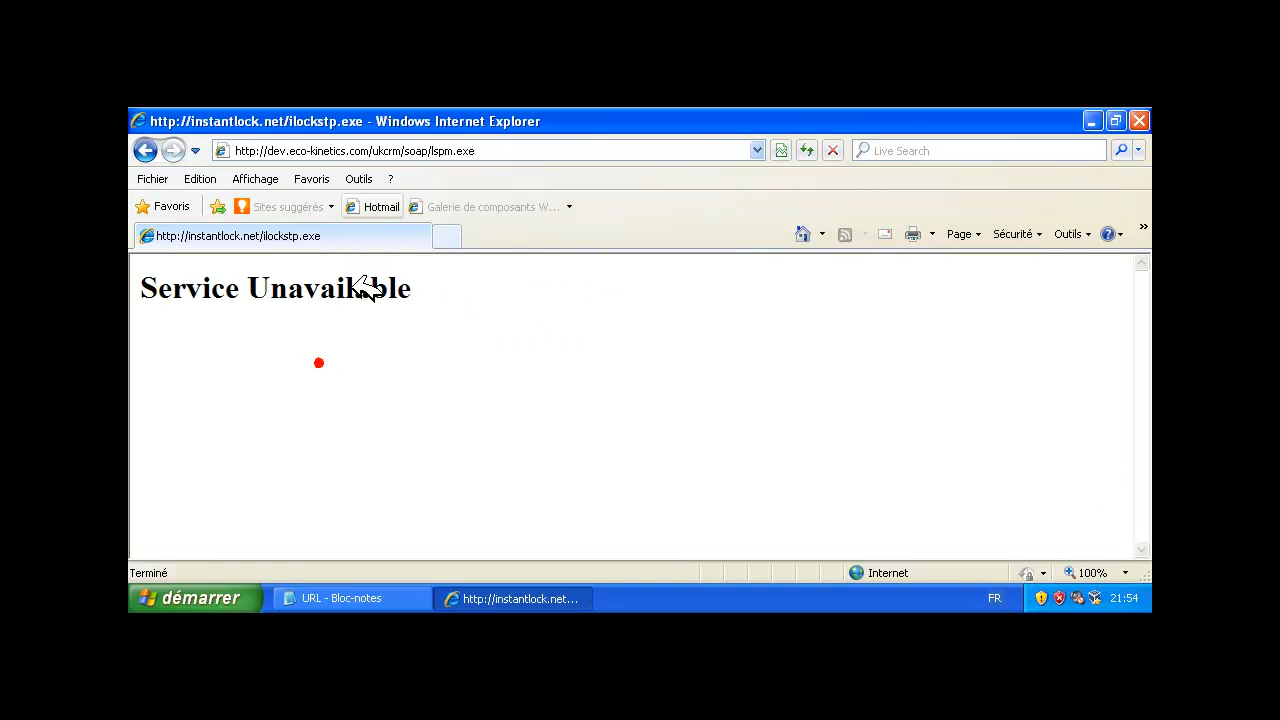 http://instantlock.net/ilockstp.exe - Windows Internet Explorer
http://dev.eco-kinetics.com/ukcrm/soap/lspm.exe
Live Search
Fichier Edition Affichage Favoris Outils ?
Favoris Sites suggérés Hotmail Galerie de composants W...
http://instantlock.net/ilockstp.exe Page Sécurité Outils »
Service Unavailable
Terminé Internet 100%
démarrer URL - Bloc-notes http://instantlock.net... FR 21:54